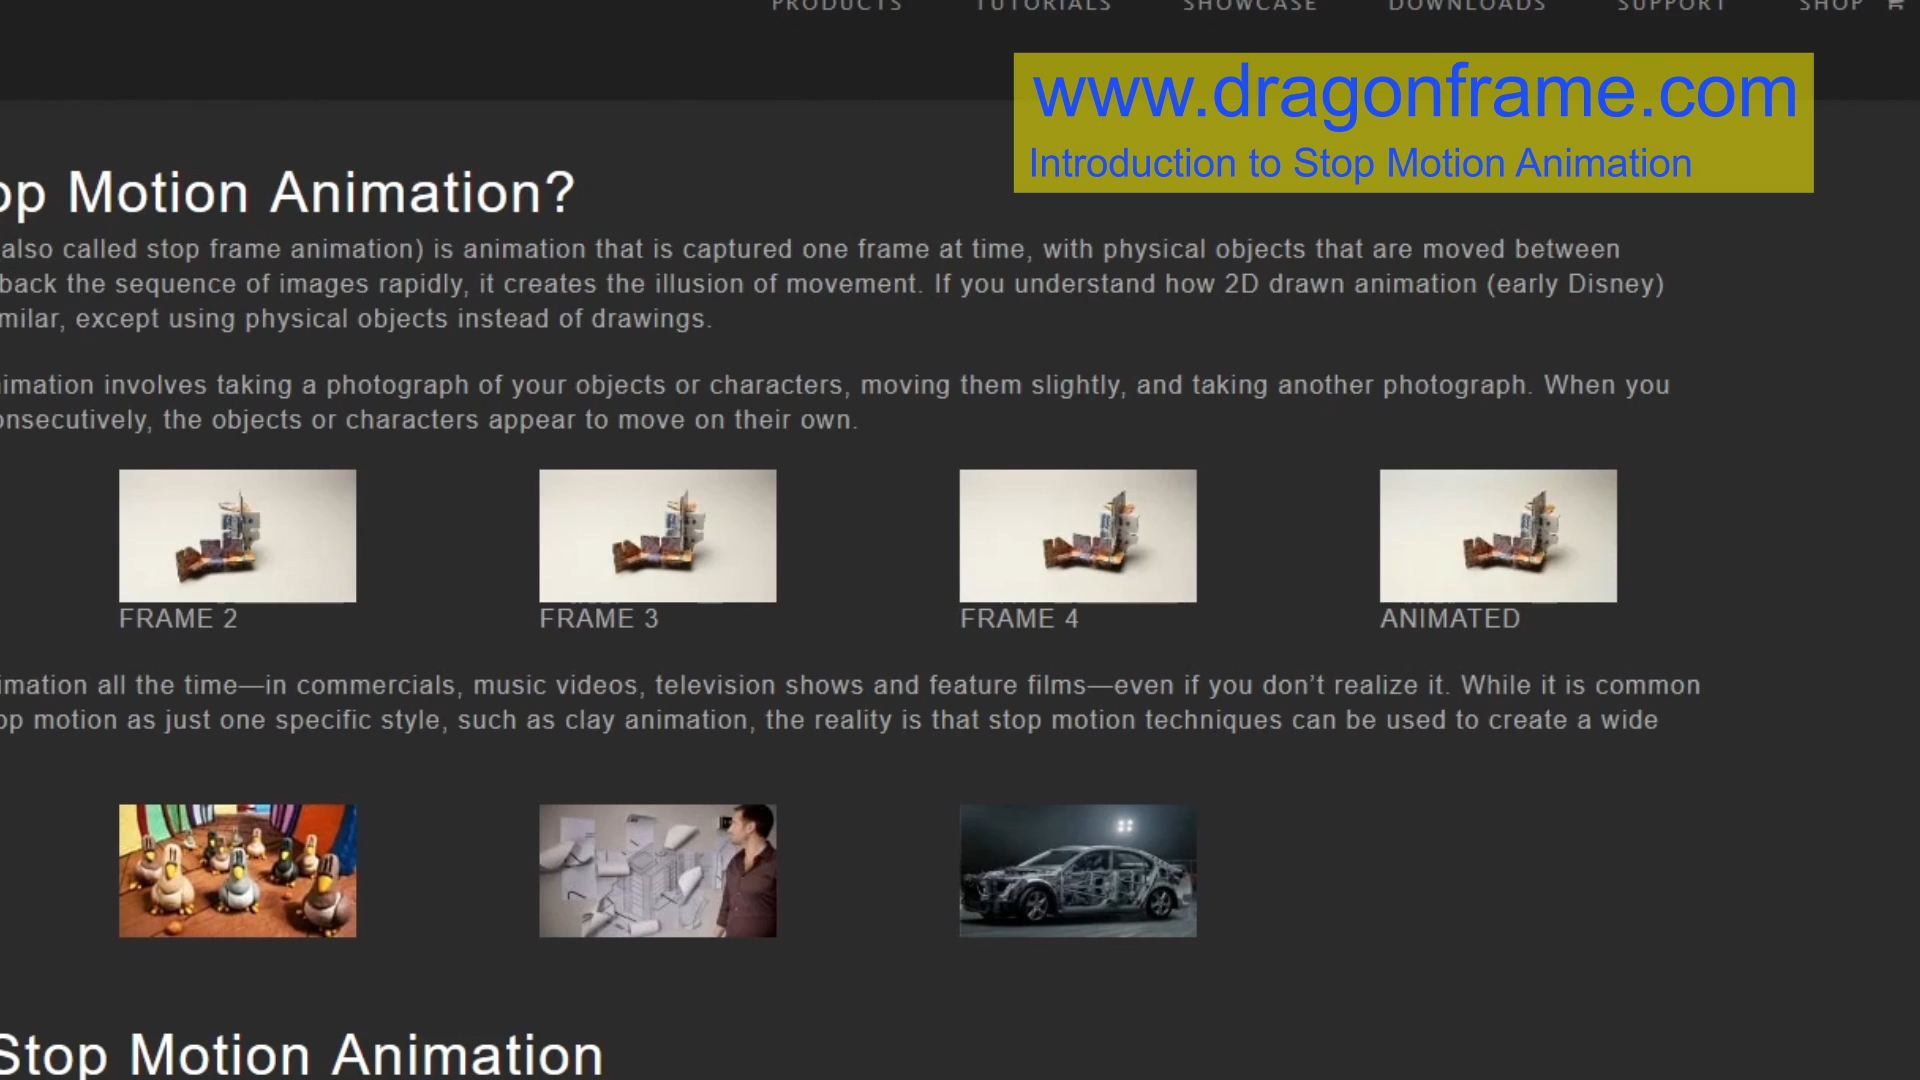 PRODUCTS TUTORIALS SHOWCASE DOWNLOADS SUPPORT SHOP
www.dragonframe.com
Introduction to Stop Motion Animation
op Motion Animation?
also called stop frame animation) is animation that is captured one frame at time, with physical objects that are moved between
back the sequence of images rapidly, it creates the illusion of movement. If you understand how 2D drawn animation (early Disney)
milar, except using physical objects instead of drawings.
imation involves taking a photograph of your objects or characters, moving them slightly, and taking another photograph. When you
onsecutively, the objects or characters appear to move on their own.
FRAME 2 FRAME 3 FRAME 4 ANIMATED
imation all the time—in commercials, music videos, television shows and feature films—even if you don’t realize it. While it is common
op motion as just one specific style, such as clay animation, the reality is that stop motion techniques can be used to create a wide
Stop Motion Animation